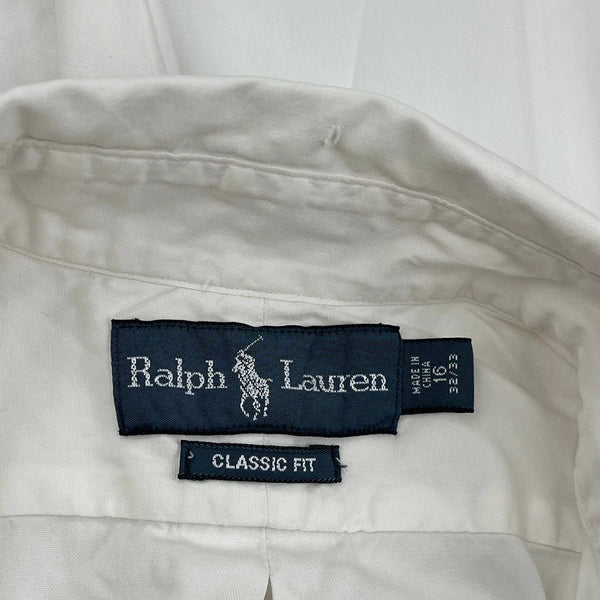 Ralph Lauren
MADE IN
CHINA
16
32/33
CLASSIC FIT